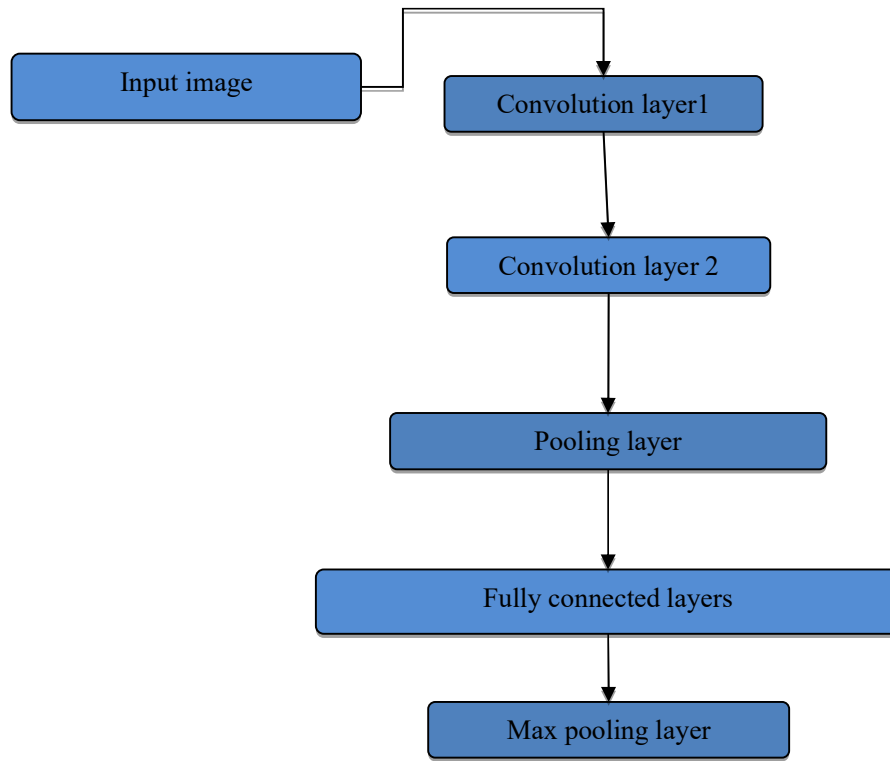 Input image
Convolution layer1
Convolution layer 2
Pooling layer
Fully connected layers
Max pooling layer